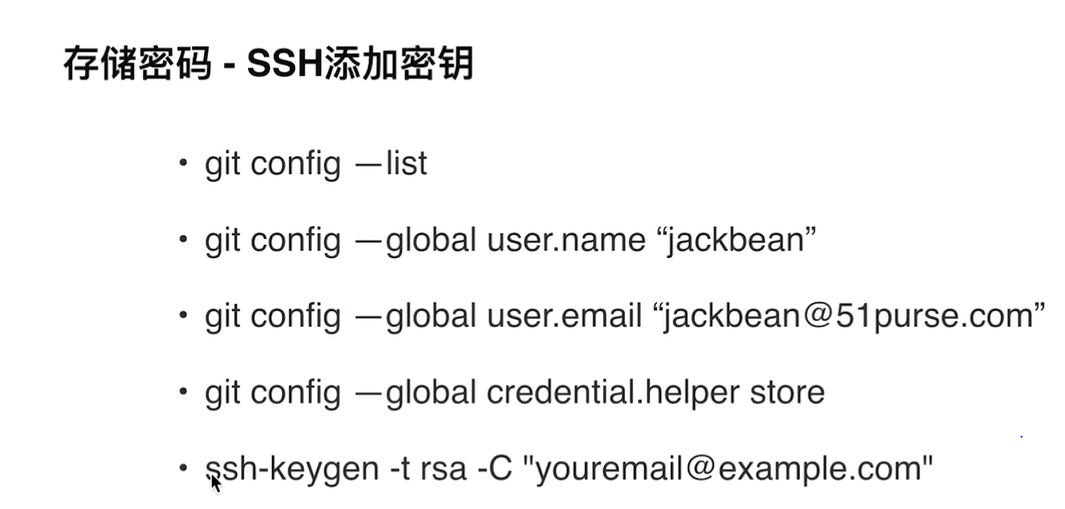 存储密码 - SSH添加密钥
• git config —list
• git config —global user.name “jackbean”
• git config —global user.email “jackbean@51purse.com”
• git config —global credential.helper store
• ssh-keygen -t rsa -C "youremail@example.com"